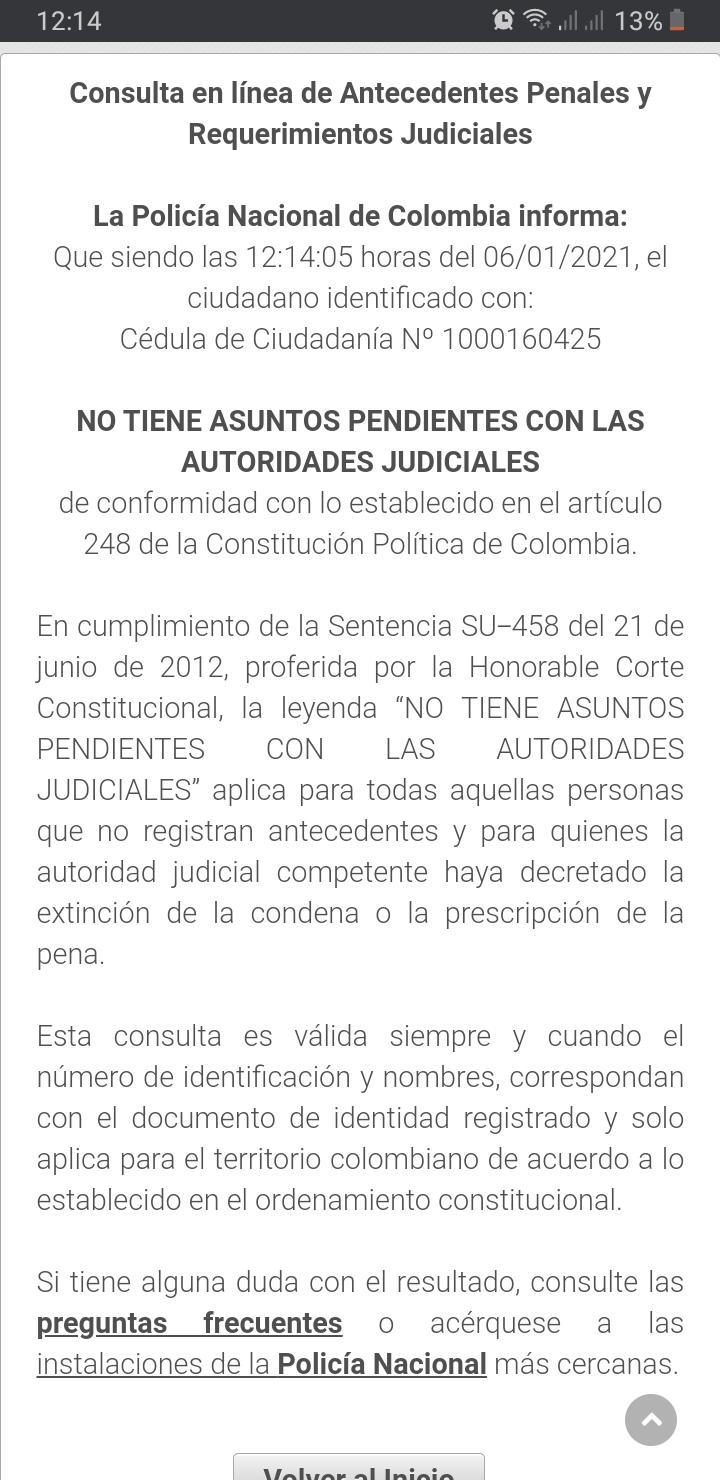 12:14
13%
Consulta en línea de Antecedentes Penales y
Requerimientos Judiciales
La Policía Nacional de Colombia informa:
Que siendo las 12:14:05 horas del 06/01/2021, el
ciudadano identificado con:
Cédula de Ciudadanía Nº 1000160425
NO TIENE ASUNTOS PENDIENTES CON LAS
AUTORIDADES JUDICIALES
de conformidad con lo establecido en el artículo
248 de la Constitución Política de Colombia.
En cumplimiento de la Sentencia SU-458 del 21 de
junio de 2012, proferida por la Honorable Corte
Constitucional, la leyenda “NO TIENE ASUNTOS
PENDIENTES CON LAS AUTORIDADES
JUDICIALES” aplica para todas aquellas personas
que no registran antecedentes y para quienes la
autoridad judicial competente haya decretado la
extinción de la condena o la prescripción de la
pena.
Esta consulta es válida siempre y cuando el
número de identificación y nombres, correspondan
con el documento de identidad registrado y solo
aplica para el territorio colombiano de acuerdo a lo
establecido en el ordenamiento constitucional.
Si tiene alguna duda con el resultado, consulte las
preguntas frecuentes o acérquese a las
instalaciones de la Policía Nacional más cercanas.
Volver al Inicio